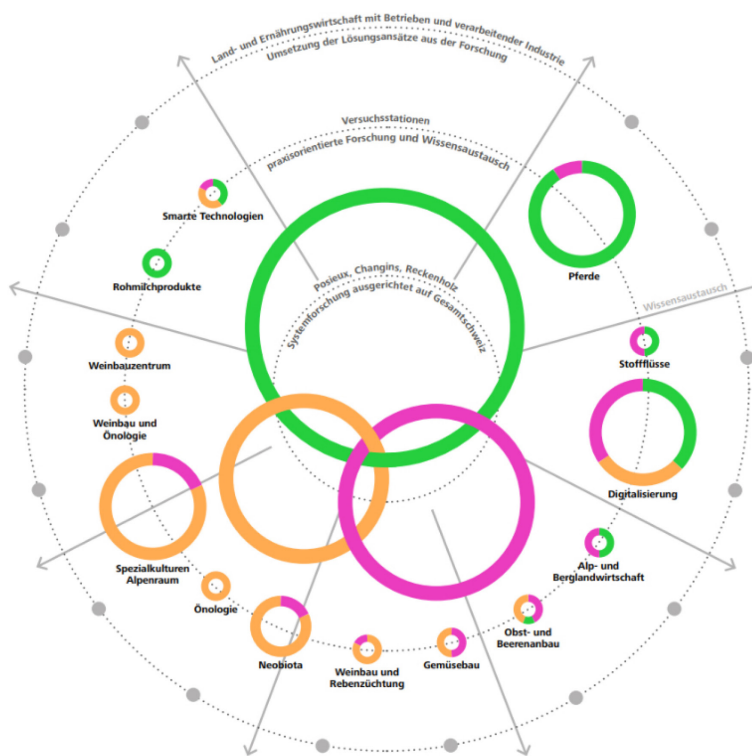 Land- und Ernährungswirtschaft mit Betrieben und verarbeitender Industrie
Umsetzung der Lösungsansätze aus der Forschung
Versuchsstationen
praxisorientierte Forschung und Wissensaustausch
Smarte Technologien
Pferde
Rohmilchprodukte
Posieux, Changins, Reckenholz
Systemforschung ausgerichtet auf Gesamtschweiz
Wissensaustausch
Weinbauzentrum
Stoffflüsse
Weinbau und
Önologie
Digitalisierung
Spezialkulturen
Alpenraum
Alp- und
Berglandwirtschaft
Önologie
Obst- und
Beerenanbau
Neobiota
Weinbau und
Rebenzüchtung
Gemüsebau